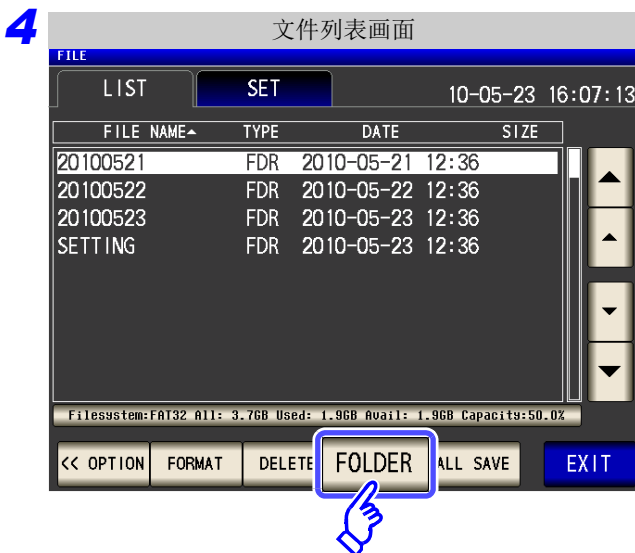 4
文件列表画面
FILE
LIST SET 10-05-23 16:07:13
FILE NAME▲ TYPE DATE SIZE
20100521 FDR 2010-05-21 12:36
20100522 FDR 2010-05-22 12:36
20100523 FDR 2010-05-23 12:36
SETTING FDR 2010-05-23 12:36
Filesystem:FAT32 All: 3.7GB Used: 1.9GB Avail: 1.9GB Capacity:50.0%
<< OPTION FORMAT DELETE FOLDER ALL SAVE EXIT